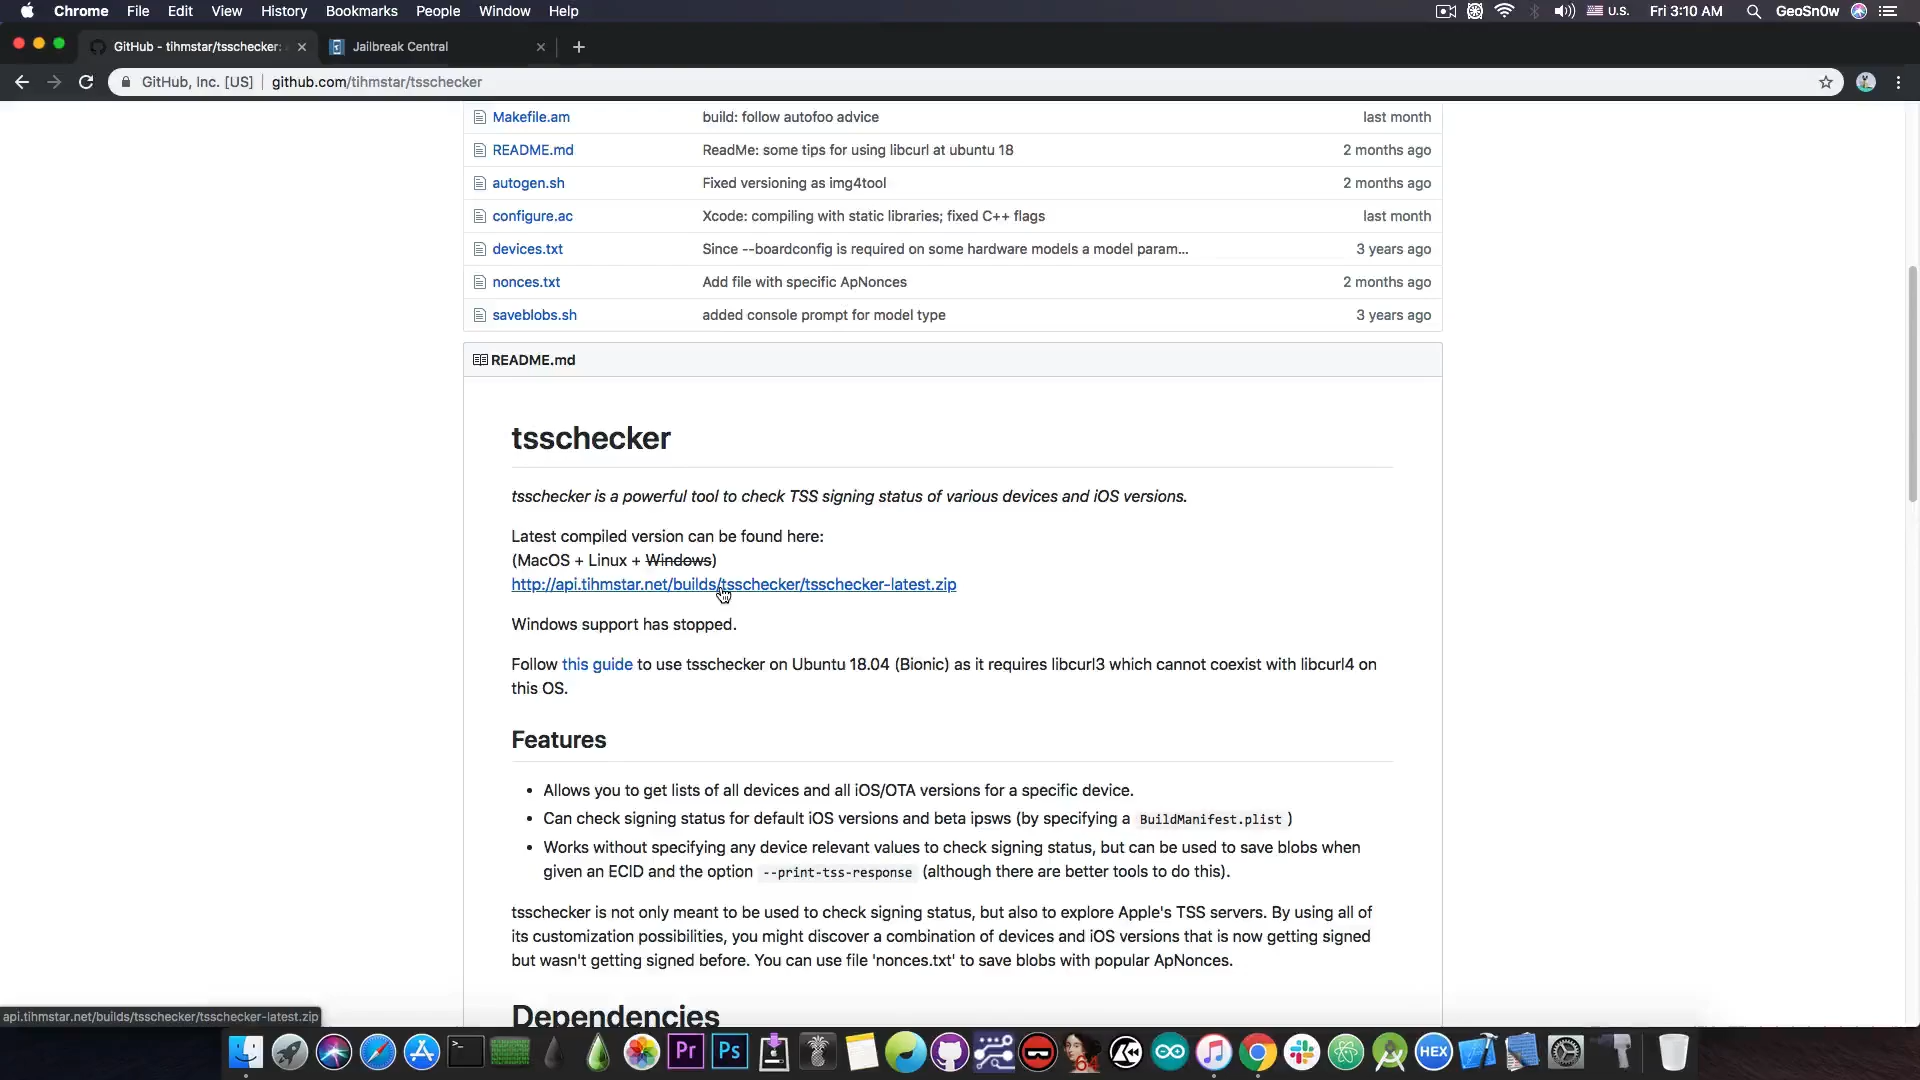 Chrome File Edit View History Bookmarks People Window Help
U.S. Fri 3:10 AM GeoSn0w
GitHub - tihmstar/tsschecker:
Jailbreak Central
GitHub, Inc. [US] github.com/tihmstar/tsschecker
Makefile.am build: follow autofoo advice last month
README.md ReadMe: some tips for using libcurl at ubuntu 18 2 months ago
autogen.sh Fixed versioning as img4tool 2 months ago
configure.ac Xcode: compiling with static libraries; fixed C++ flags last month
devices.txt Since --boardconfig is required on some hardware models a model param... 3 years ago
nonces.txt Add file with specific ApNonces 2 months ago
saveblobs.sh added console prompt for model type 3 years ago
README.md
tsschecker
tsschecker is a powerful tool to check TSS signing status of various devices and iOS versions.
Latest compiled version can be found here:
(MacOS + Linux + Windows)
http://api.tihmstar.net/builds/tsschecker/tsschecker-latest.zip
Windows support has stopped.
Follow this guide to use tsschecker on Ubuntu 18.04 (Bionic) as it requires libcurl3 which cannot coexist with libcurl4 on
this OS.
Features
• Allows you to get lists of all devices and all iOS/OTA versions for a specific device.
• Can check signing status for default iOS versions and beta ipsws (by specifying a BuildManifest.plist )
• Works without specifying any device relevant values to check signing status, but can be used to save blobs when
given an ECID and the option --print-tss-response (although there are better tools to do this).
tsschecker is not only meant to be used to check signing status, but also to explore Apple's TSS servers. By using all of
its customization possibilities, you might discover a combination of devices and iOS versions that is now getting signed
but wasn't getting signed before. You can use file 'nonces.txt' to save blobs with popular ApNonces.
Dependencies
api.tihmstar.net/builds/tsschecker/tsschecker-latest.zip
Pr Ps 64 HEX